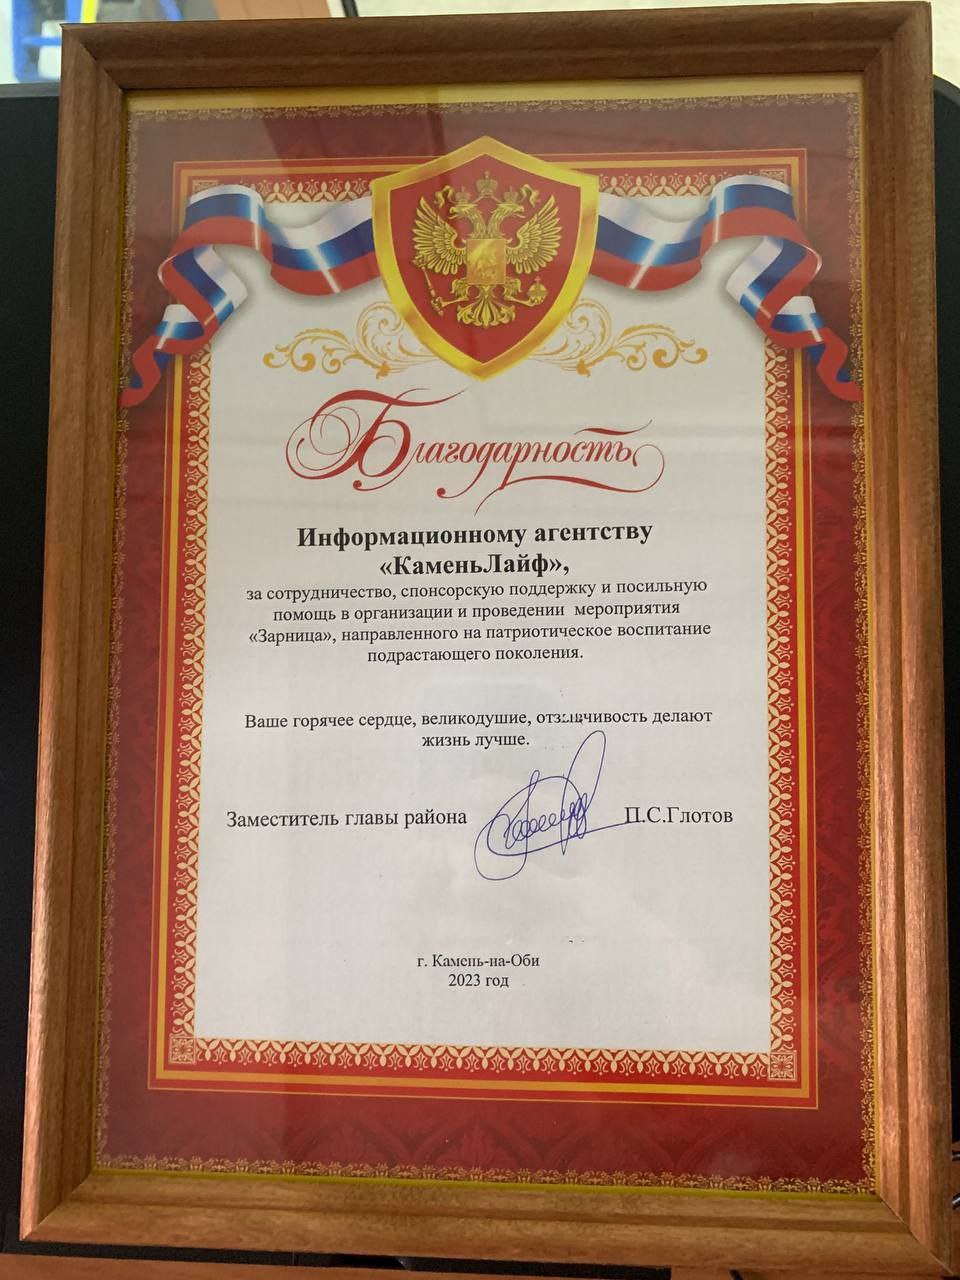 Благодарность
Информационному агентству
«КаменьЛайф»,
за сотрудничество, спонсорскую поддержку и посильную
помощь в организации и проведении мероприятия
«Зарница», направленного на патриотическое воспитание
подрастающего поколения.
Ваше горячее сердце, великодушие, отзывчивость делают
жизнь лучше.
Заместитель главы района П.С.Глотов
г. Камень-на-Оби
2023 год